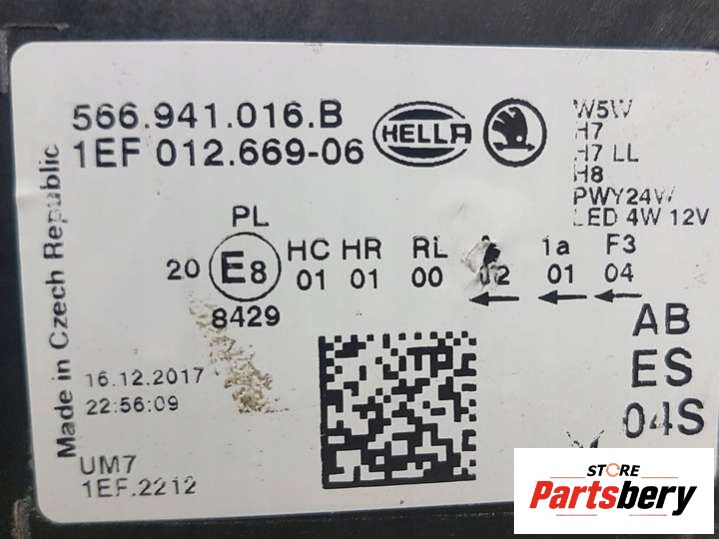 Made in Czech Republic
566.941.016.B
1EF 012.669-06
HELLA
W5W
H7
H7 LL
H8
PWY24W
LED 4W 12V
PL
20 E8
8429
HC HR RL 1a F3
01 01 00 02 01 04
16.12.2017
22:56:09
UM7
1EF.2212
AB
ES
04S
STORE
Partsbery